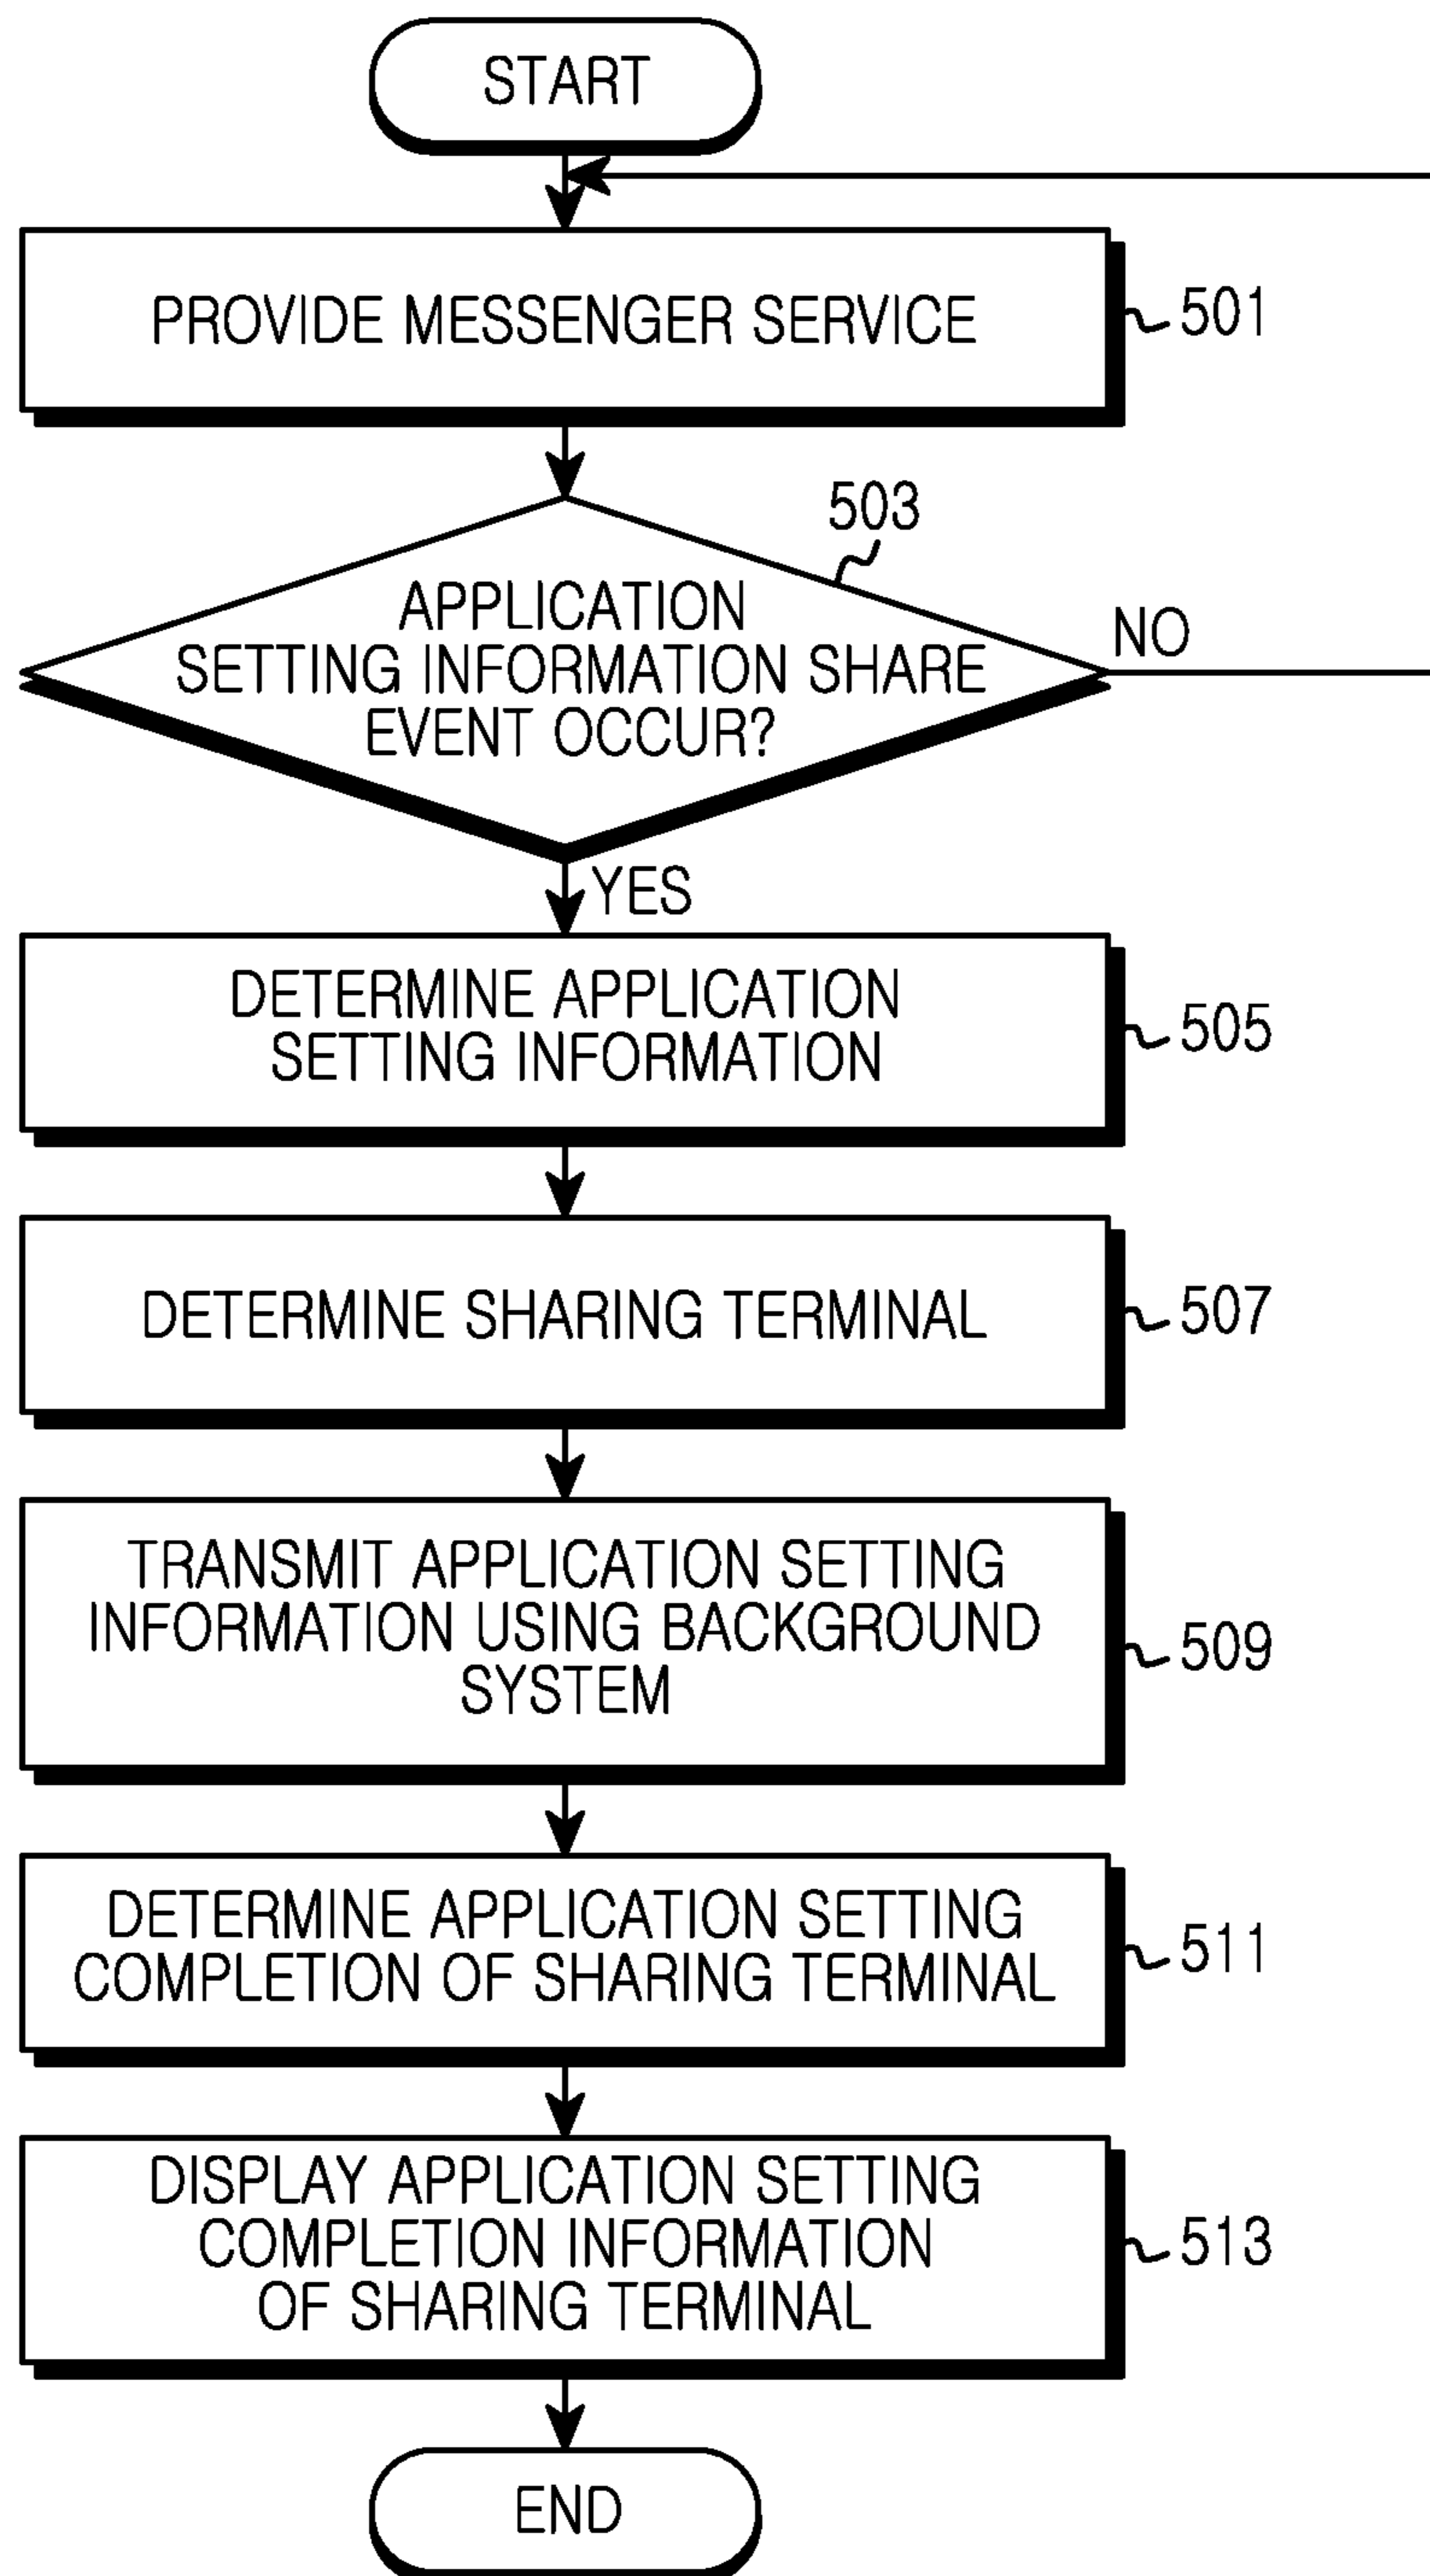 START
PROVIDE MESSENGER SERVICE
501
503
APPLICATION
SETTING INFORMATION SHARE
EVENT OCCUR?
NO
YES
DETERMINE APPLICATION
SETTING INFORMATION
505
DETERMINE SHARING TERMINAL
507
TRANSMIT APPLICATION SETTING
INFORMATION USING BACKGROUND
SYSTEM
509
DETERMINE APPLICATION SETTING
COMPLETION OF SHARING TERMINAL
511
DISPLAY APPLICATION SETTING
COMPLETION INFORMATION
OF SHARING TERMINAL
513
END